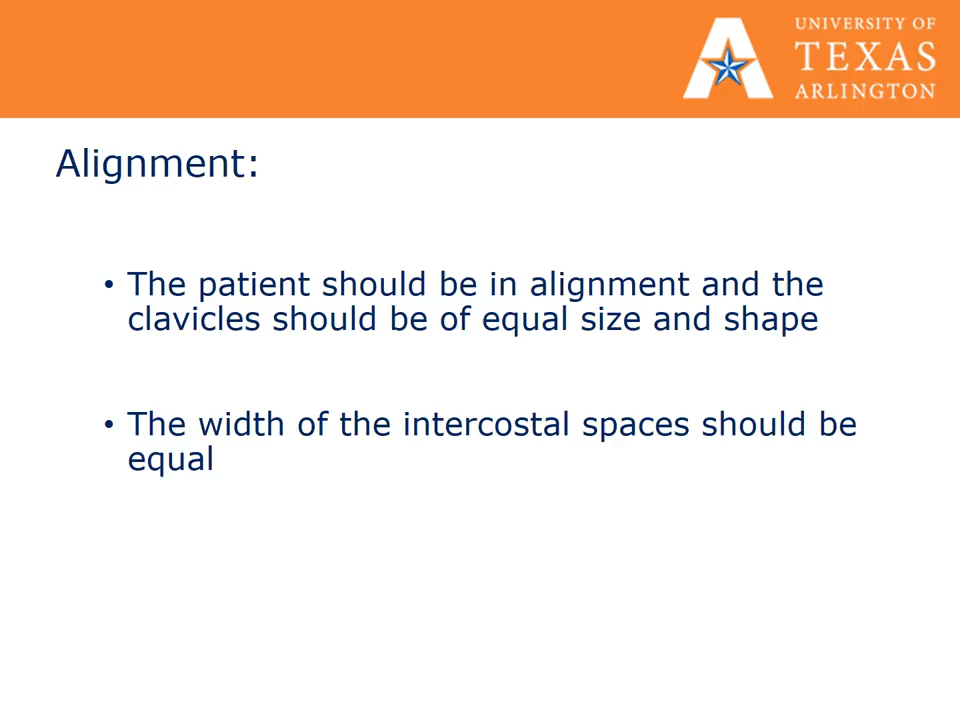 UNIVERSITY OF
TEXAS
ARLINGTON
Alignment:
• The patient should be in alignment and the
clavicles should be of equal size and shape
• The width of the intercostal spaces should be
equal